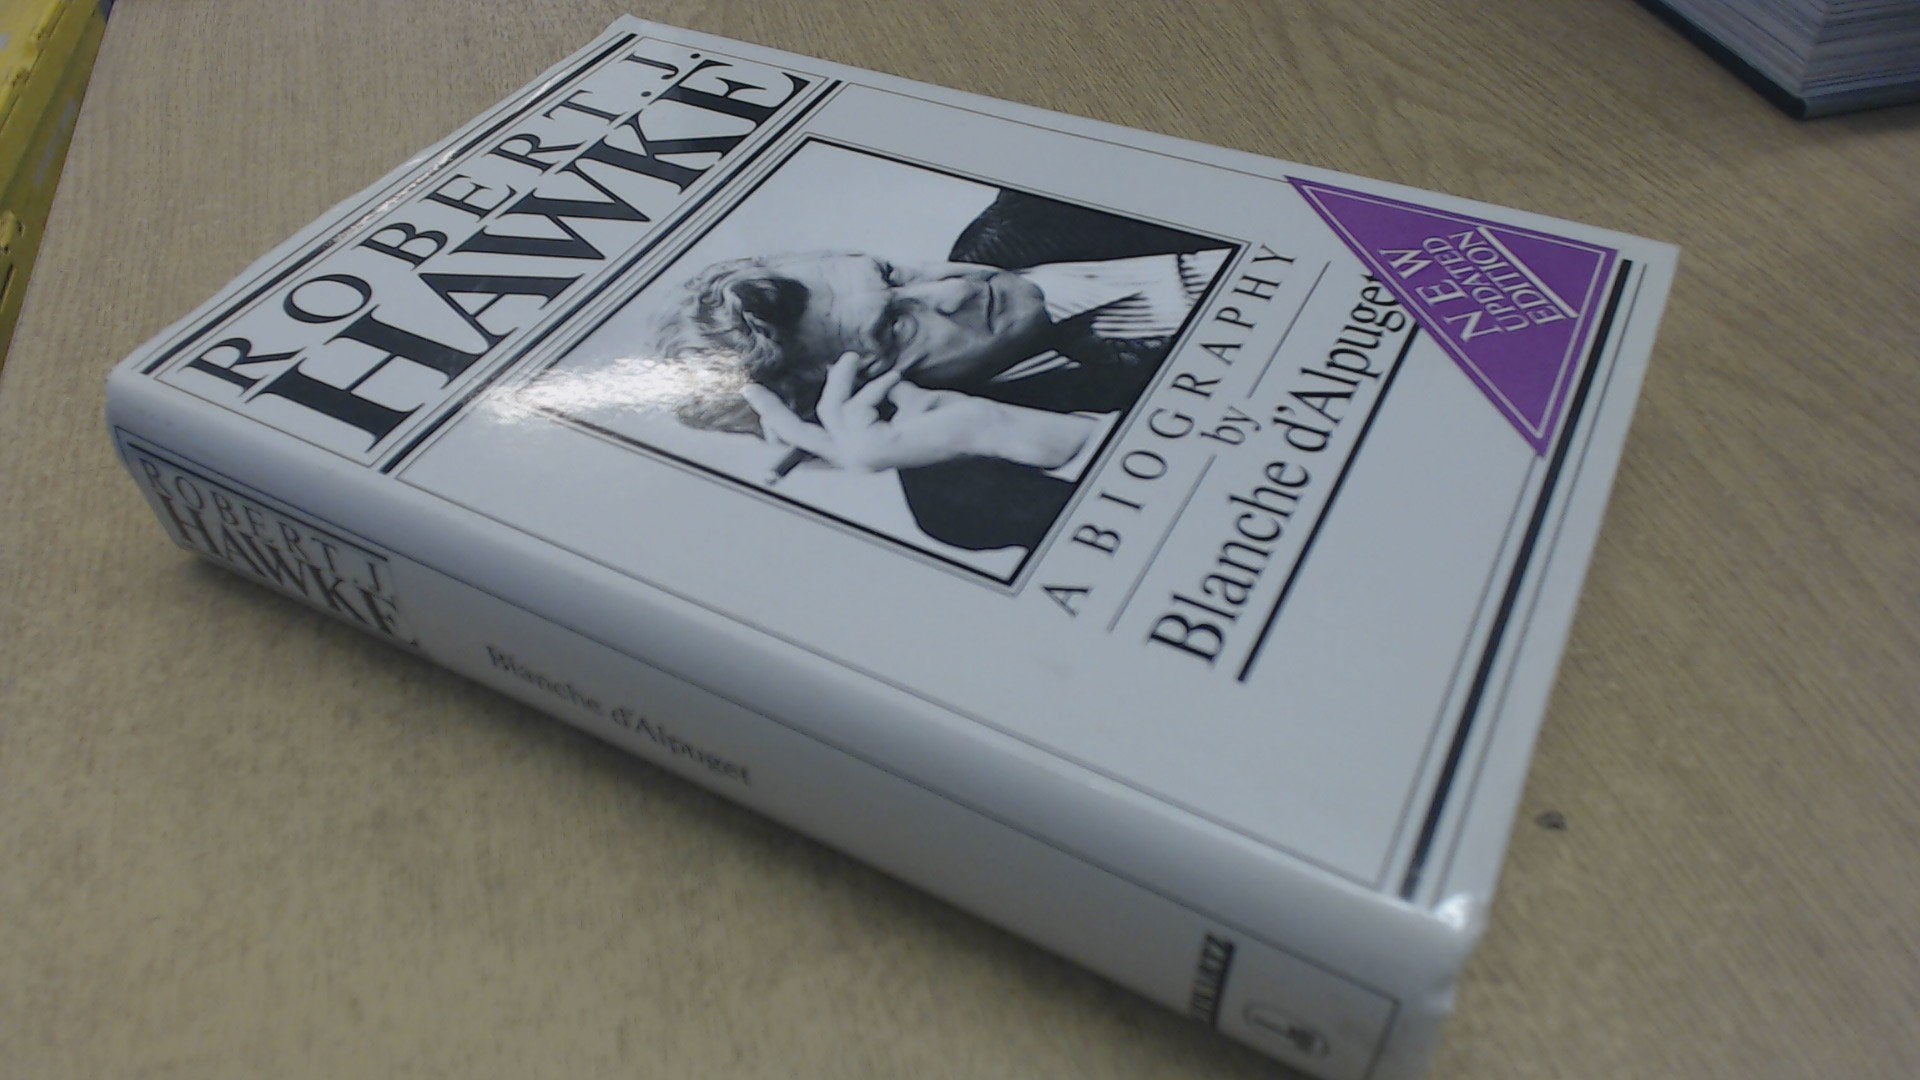 ROBERT J.
HAWKE
A BIOGRAPHY
by
Blanche d'Alpuget
NEW
UPDATED
EDITION
ROBERT J.
HAWKE
Blanche d'Alpuget